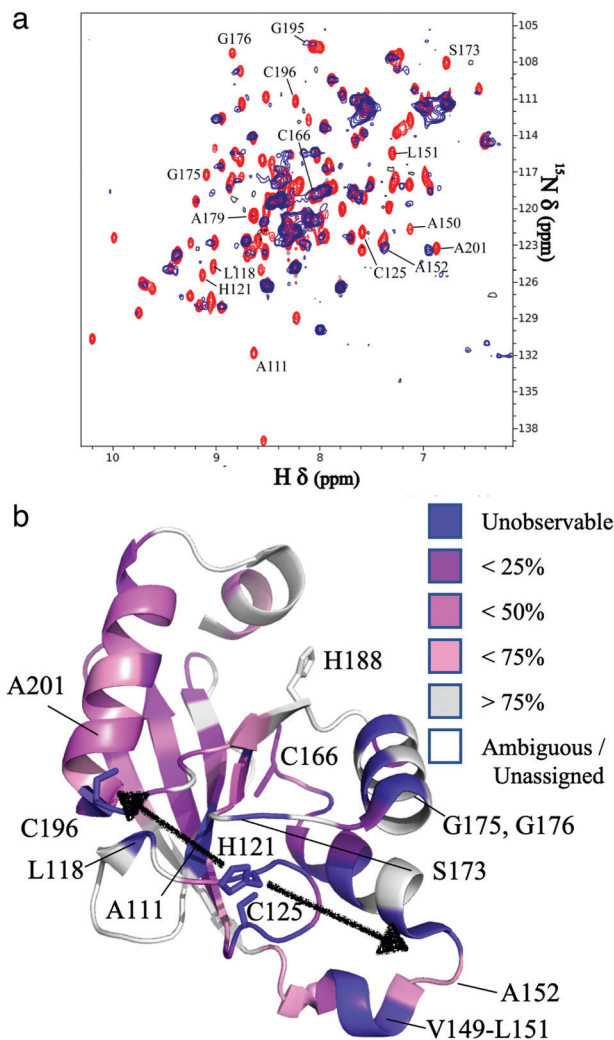 a
G176
G195
S173
C196
C166
L151
G175
A179
A150
A201
L118
C125
A152
H121
A111
105
108
111
114
117
120
123
126
129
132
135
138
15N δ (ppm)
10
9
8
7
H δ (ppm)
b
Unobservable
< 25%
< 50%
< 75%
> 75%
Ambiguous /
Unassigned
H188
A201
C166
C196
G175, G176
L118
H121
S173
A111
C125
A152
V149-L151